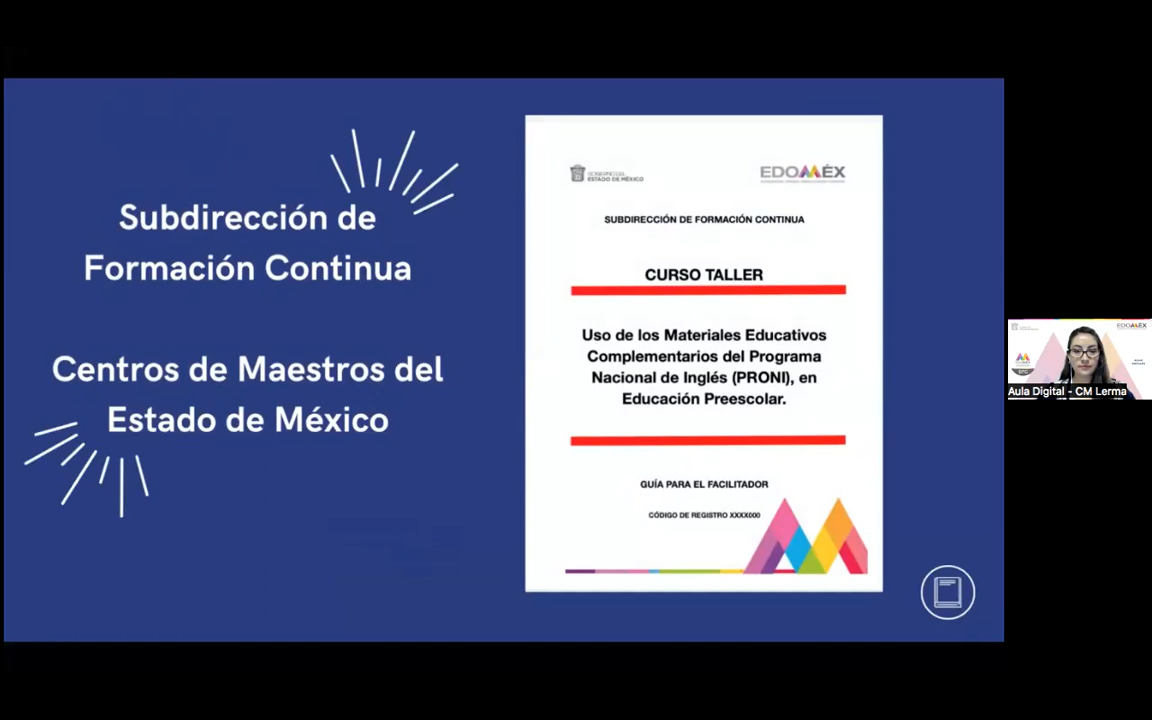 Subdirección de
Formación Continua
Centros de Maestros del
Estado de México
GOBIERNO DEL
ESTADO DE MÉXICO
EDOMÉX
SUBDIRECCIÓN DE FORMACIÓN CONTINUA
CURSO TALLER
Uso de los Materiales Educativos
Complementarios del Programa
Nacional de Inglés (PRONI), en
Educación Preescolar.
GUÍA PARA EL FACILITADOR
CÓDIGO DE REGISTRO XXXX000
EDOMÉX
Aula Digital - CM Lerma